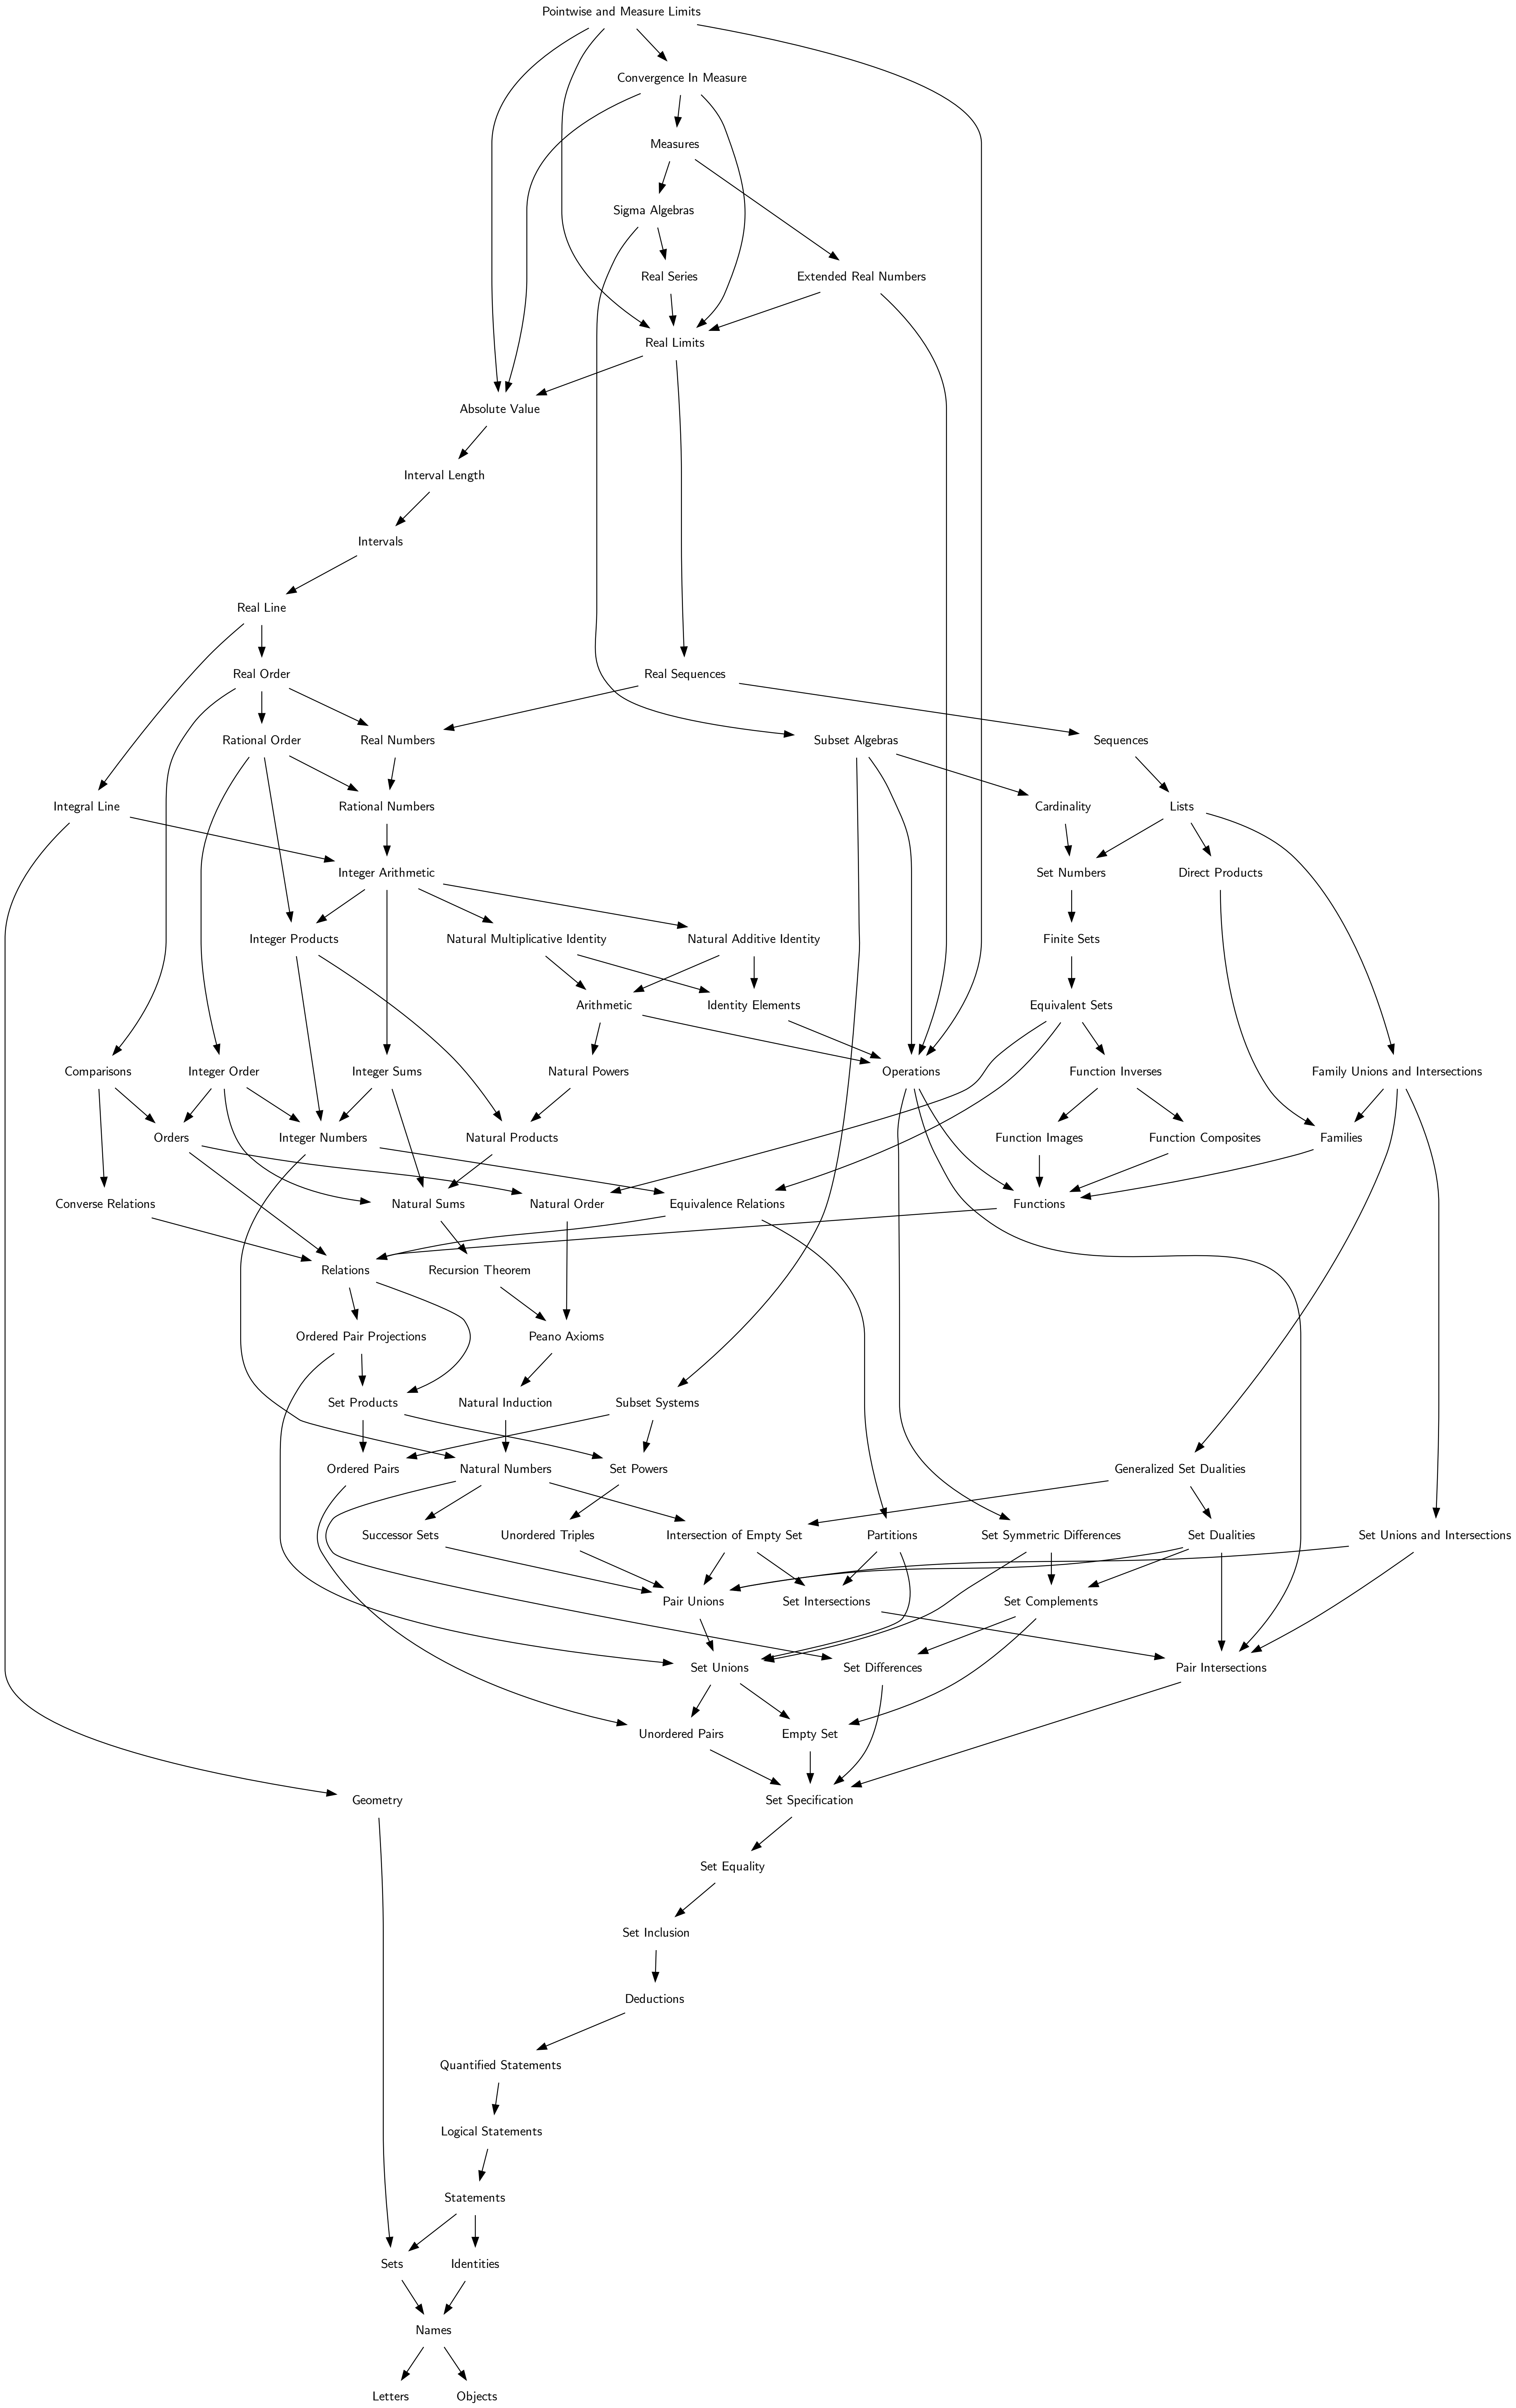 Pointwise and Measure Limits
Convergence In Measure
Measures
Sigma Algebras
Real Series
Extended Real Numbers
Real Limits
Absolute Value
Interval Length
Intervals
Real Line
Real Order
Real Sequences
Rational Order
Real Numbers
Subset Algebras
Sequences
Integral Line
Rational Numbers
Cardinality
Lists
Integer Arithmetic
Set Numbers
Direct Products
Integer Products
Natural Multiplicative Identity
Natural Additive Identity
Finite Sets
Arithmetic
Identity Elements
Equivalent Sets
Comparisons
Integer Order
Integer Sums
Natural Powers
Operations
Function Inverses
Family Unions and Intersections
Orders
Integer Numbers
Natural Products
Function Images
Function Composites
Families
Converse Relations
Natural Sums
Natural Order
Equivalence Relations
Functions
Relations
Recursion Theorem
Ordered Pair Projections
Peano Axioms
Set Products
Natural Induction
Subset Systems
Ordered Pairs
Natural Numbers
Set Powers
Generalized Set Dualities
Successor Sets
Unordered Triples
Intersection of Empty Set
Partitions
Set Symmetric Differences
Set Dualities
Set Unions and Intersections
Pair Unions
Set Intersections
Set Complements
Set Unions
Set Differences
Pair Intersections
Unordered Pairs
Empty Set
Geometry
Set Specification
Set Equality
Set Inclusion
Deductions
Quantified Statements
Logical Statements
Statements
Sets
Identities
Names
Letters
Objects